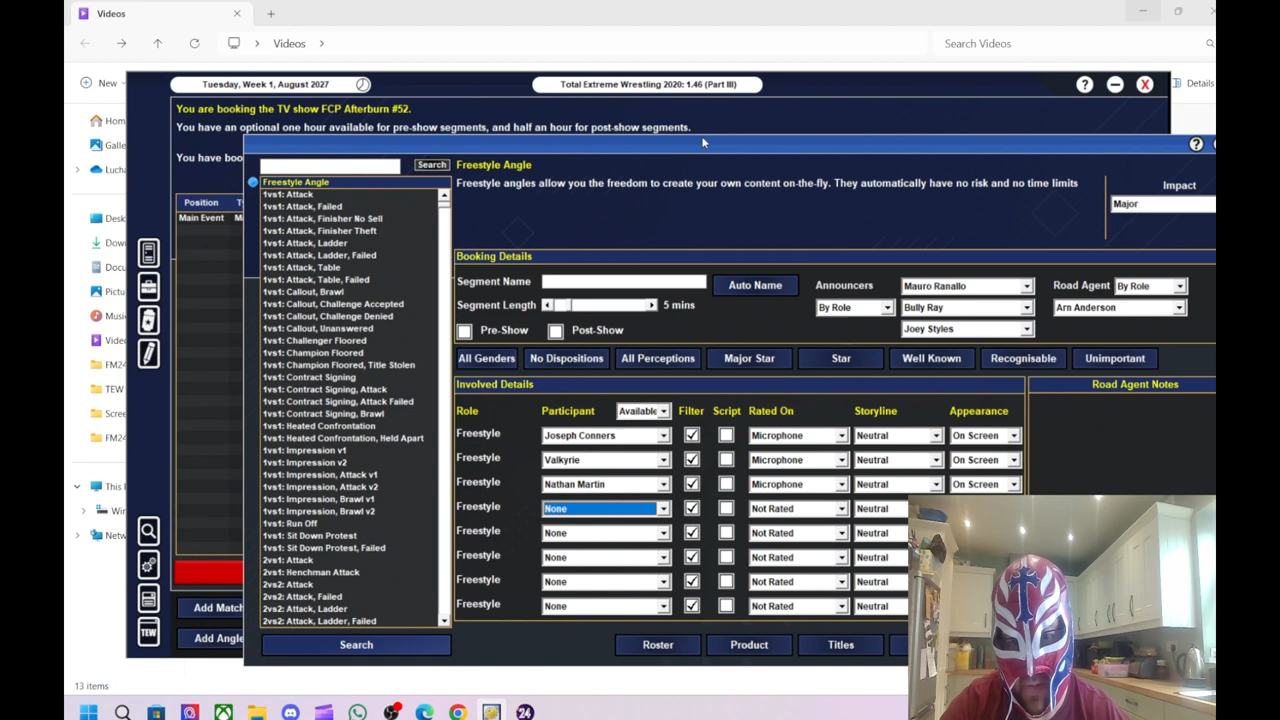 Videos
Videos
Search Videos
New
Details
Tuesday, Week 1, August 2027
Total Extreme Wrestling 2020: 1.46 (Part III)
You are booking the TV show FCP Afterburn #52.
You have an optional one hour available for pre-show segments, and half an hour for post-show segments.
You have boo
Home
Galle
Lucha
Desk
Down
Docu
Pictu
Music
Video
FM24
TEW
Scree
FM24
This
Win
Netw
13 items
Position
Main Event
Add Match
Add Angle
TEW
Search
Freestyle Angle
1vs1: Attack
1vs1: Attack, Failed
1vs1: Attack, Finisher No Sell
1vs1: Attack, Finisher Theft
1vs1: Attack, Ladder
1vs1: Attack, Ladder, Failed
1vs1: Attack, Table
1vs1: Attack, Table, Failed
1vs1: Callout, Brawl
1vs1: Callout, Challenge Accepted
1vs1: Callout, Challenge Denied
1vs1: Callout, Unanswered
1vs1: Challenger Floored
1vs1: Champion Floored
1vs1: Champion Floored, Title Stolen
1vs1: Contract Signing
1vs1: Contract Signing, Attack
1vs1: Contract Signing, Attack Failed
1vs1: Contract Signing, Brawl
1vs1: Heated Confrontation
1vs1: Heated Confrontation, Held Apart
1vs1: Impression v1
1vs1: Impression v2
1vs1: Impression, Attack v1
1vs1: Impression, Attack v2
1vs1: Impression, Brawl v1
1vs1: Impression, Brawl v2
1vs1: Run Off
1vs1: Sit Down Protest
1vs1: Sit Down Protest, Failed
2vs1: Attack
2vs1: Henchman Attack
2vs2: Attack
2vs2: Attack, Failed
2vs2: Attack, Ladder
2vs2: Attack, Ladder, Failed
Search
Freestyle Angle
Freestyle angles allow you the freedom to create your own content on-the-fly. They automatically have no risk and no time limits
Impact
Major
Booking Details
Segment Name Auto Name Announcers Mauro Ranallo Road Agent By Role
Segment Length 5 mins By Role Bully Ray Arn Anderson
Pre-Show Post-Show Joey Styles
All Genders No Dispositions All Perceptions Major Star Star Well Known Recognisable Unimportant
Involved Details Road Agent Notes
Role Participant Available Filter Script Rated On Storyline Appearance
Freestyle Joseph Conners Microphone Neutral On Screen
Freestyle Valkyrie Microphone Neutral On Screen
Freestyle Nathan Martin Microphone Neutral On Screen
Freestyle None Not Rated Neutral
Freestyle None Not Rated Neutral
Freestyle None Not Rated Neutral
Freestyle None Not Rated Neutral
Freestyle None Not Rated Neutral
Roster Product Titles
24